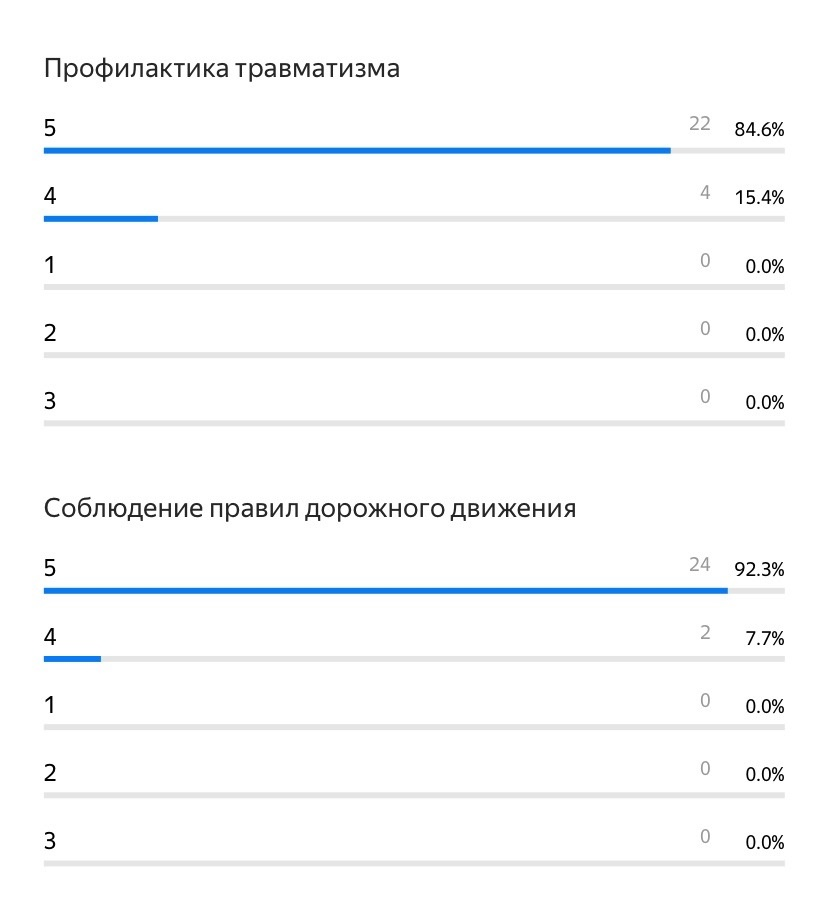 Профилактика травматизма
5 22 84.6%
4 4 15.4%
1 0 0.0%
2 0 0.0%
3 0 0.0%
Соблюдение правил дорожного движения
5 24 92.3%
4 2 7.7%
1 0 0.0%
2 0 0.0%
3 0 0.0%